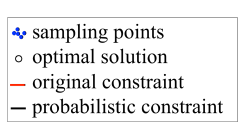 sampling points
optimal solution
original constraint
probabilistic constraint